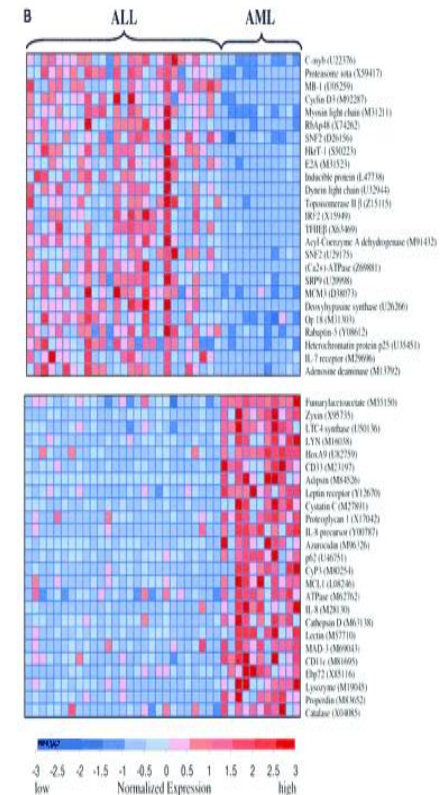 B
ALL AML
C-myb (U22376)
Proteasome iota (X59417)
MB-1 (U05259)
Cyclin D3 (M92287)
Myosin light chain (M31211)
RbAp48 (X74262)
SNF2 (D26156)
HkrT-1 (S50223)
E2A (M31523)
Inducible protein (L47738)
Dynein light chain (U32944)
Topoisomerase II β (Z15115)
IRF2 (X15949)
TFIIEβ (X63469)
Acyl-Coenzyme A dehydrogenase (M91432)
SNF2 (U29175)
(Ca2+)-ATPase (Z69881)
SRP9 (U20998)
MCM3 (D38073)
Deoxyhypusine synthase (U26266)
Op 18 (M31303)
Rabaptin-5 (Y08612)
Heterochromatin protein p25 (U35451)
IL-7 receptor (M29696)
Adenosine deaminase (M13792)
Fumarylacetoacetate (M55150)
Zyxin (X95735)
LTC4 synthase (U50136)
LYN (M16038)
HoxA9 (U82759)
CD33 (M23197)
Adipsin (M84526)
Leptin receptor (Y12670)
Cystatin C (M27891)
Proteoglycan 1 (X17042)
IL-8 precursor (Y00787)
Azurocidin (M96326)
p62 (U46751)
CyP3 (M80254)
MCL1 (L08246)
ATPase (M62762)
IL-8 (M28130)
Cathepsin D (M63138)
Lectin (M57710)
MAD-3 (M69043)
CD11c (M81695)
Ebp72 (X85116)
Lysozyme (M19045)
Properdin (M83652)
Catalase (X04085)
-3 -2.5 -2 -1.5 -1 -0.5 0 0.5 1 1.5 2 2.5 3
low Normalized Expression high